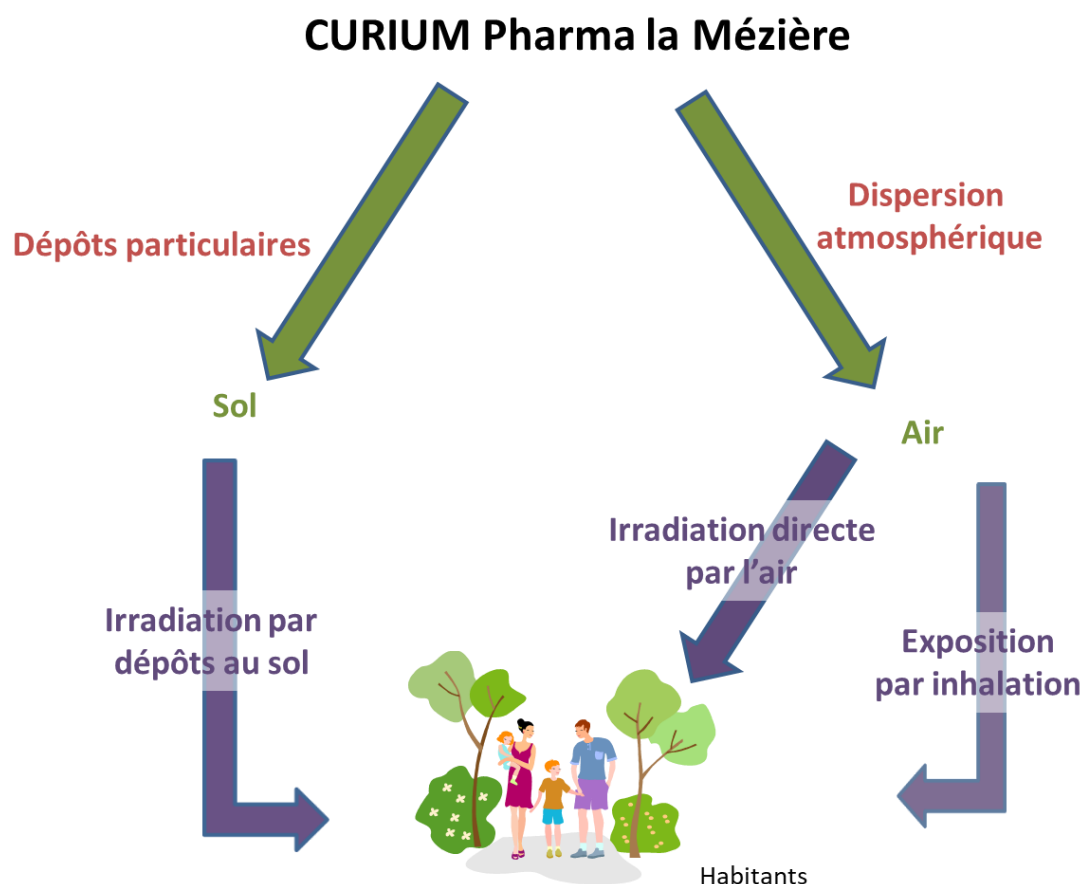 CURIUM Pharma la Mézière
Dispersion
atmosphérique
Dépôts particulaires
Sol
Air
Irradiation directe
par l'air
Irradiation par
dépôts au sol
Exposition
par inhalation
Habitants